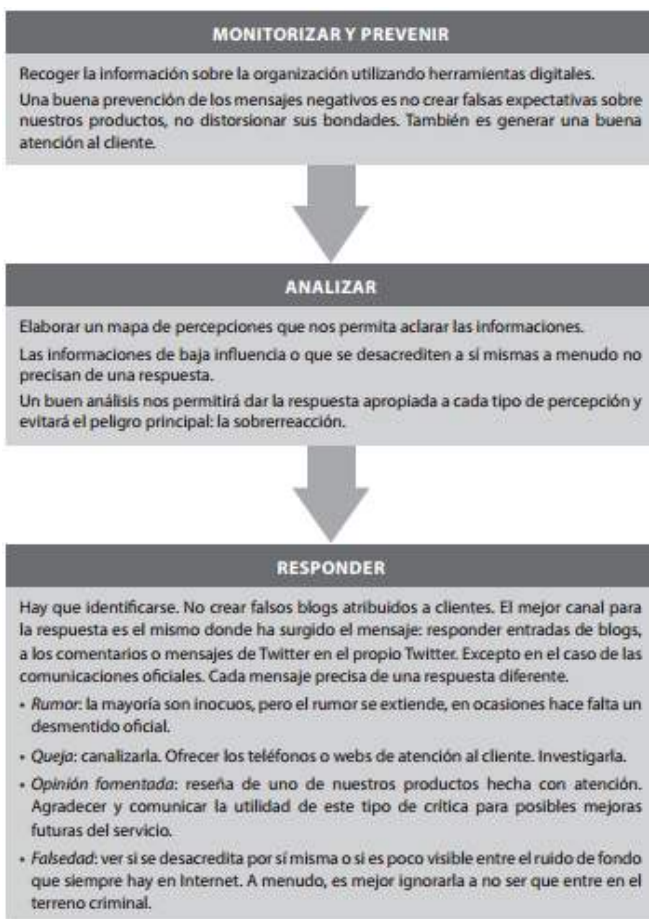 MONITORIZAR Y PREVENIR
Recoger la información sobre la organización utilizando herramientas digitales.
Una buena prevención de los mensajes negativos es no crear falsas expectativas sobre
nuestros productos, no distorsionar sus bondades. También es generar una buena
atención al cliente.
ANALIZAR
Elaborar un mapa de percepciones que nos permita aclarar las informaciones.
Las informaciones de baja influencia o que se desacrediten a sí mismas a menudo no
precisan de una respuesta.
Un buen análisis nos permitirá dar la respuesta apropiada a cada tipo de percepción y
evitará el peligro principal: la sobrerreacción.
RESPONDER
Hay que identificarse. No crear falsos blogs atribuidos a clientes. El mejor canal para
la respuesta es el mismo donde ha surgido el mensaje: responder entradas de blogs,
a los comentarios o mensajes de Twitter en el propio Twitter. Excepto en el caso de las
comunicaciones oficiales. Cada mensaje precisa de una respuesta diferente.
• Rumor: la mayoría son inocuos, pero el rumor se extiende, en ocasiones hace falta un
desmentido oficial.
• Queja: canalizarla. Ofrecer los teléfonos o webs de atención al cliente. Investigarla.
• Opinión fomentada: reseña de uno de nuestros productos hecha con atención.
Agradecer y comunicar la utilidad de este tipo de crítica para posibles mejoras
futuras del servicio.
• Falsedad: ver si se desacredita por sí misma o si es poco visible entre el ruido de fondo
que siempre hay en Internet. A menudo, es mejor ignorarla a no ser que entre en el
terreno criminal.